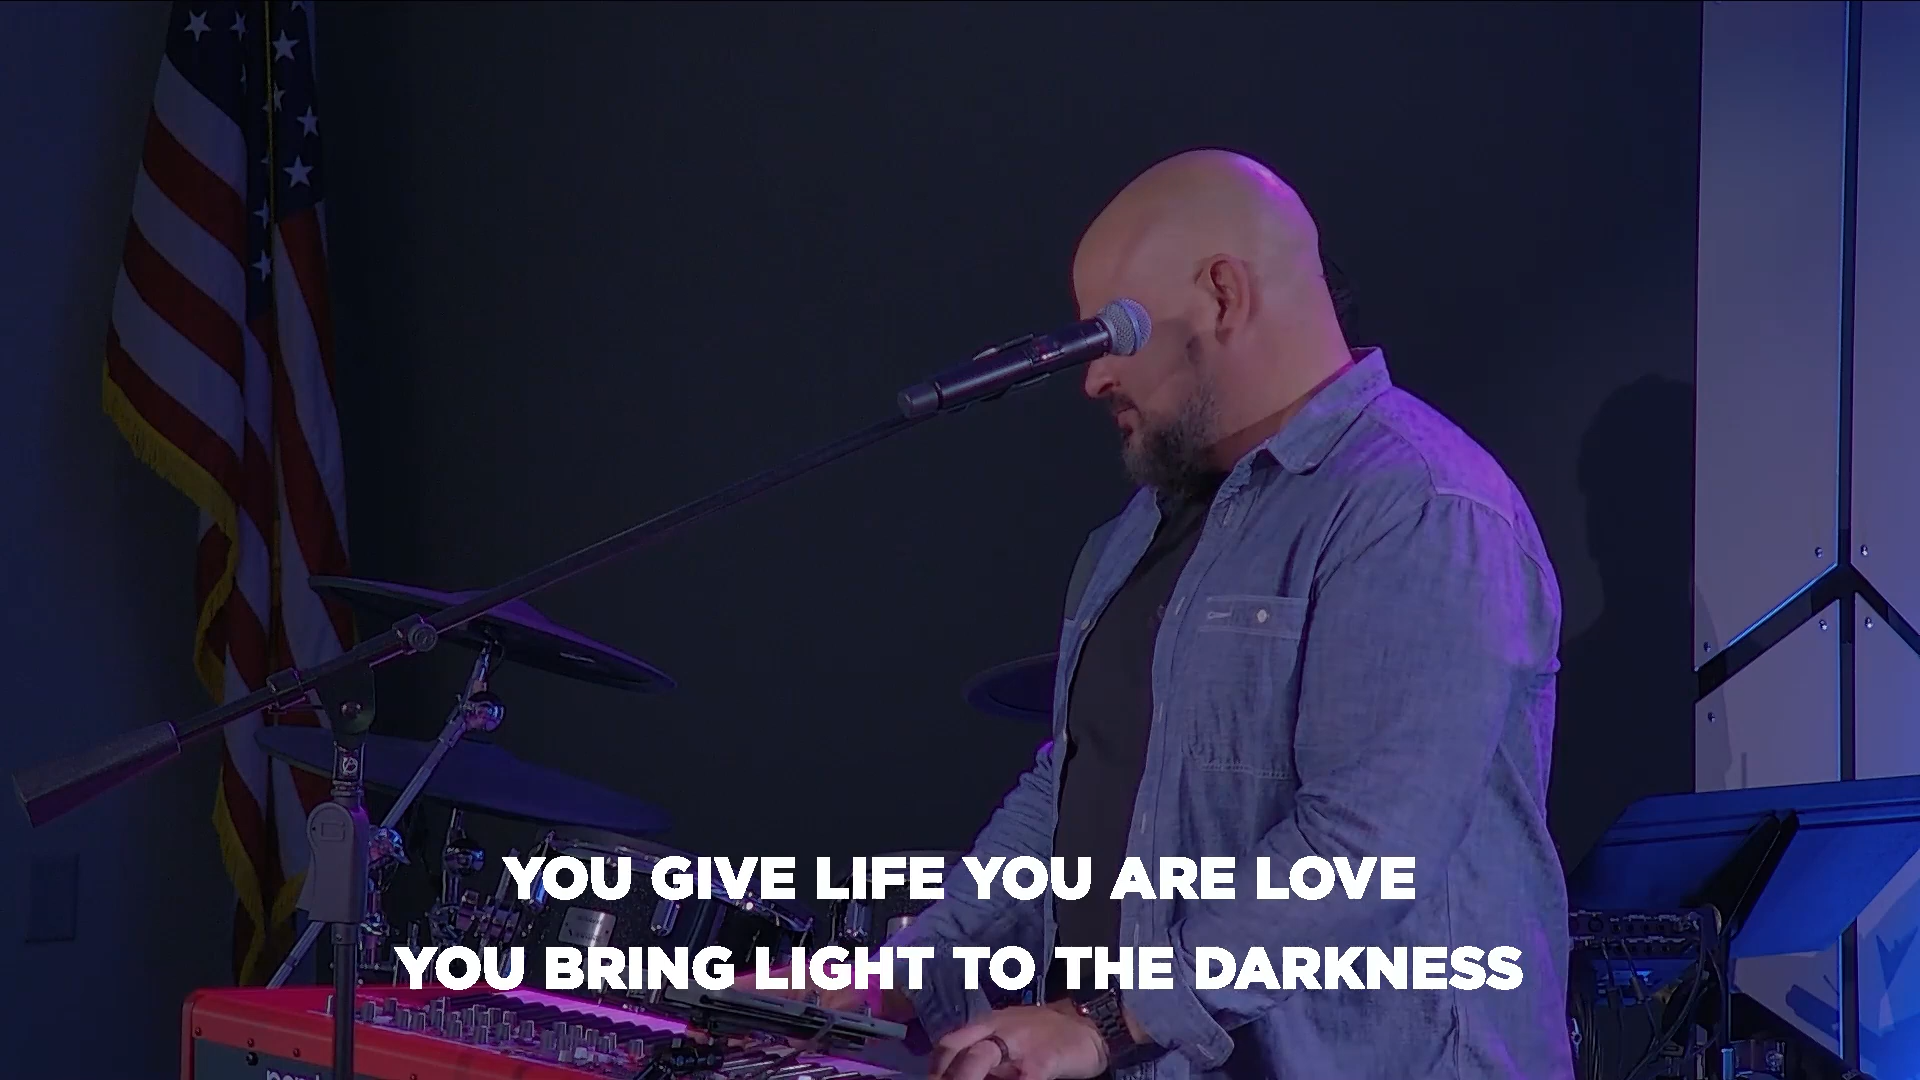 YOU GIVE LIFE YOU ARE LOVE
YOU BRING LIGHT TO THE DARKNESS